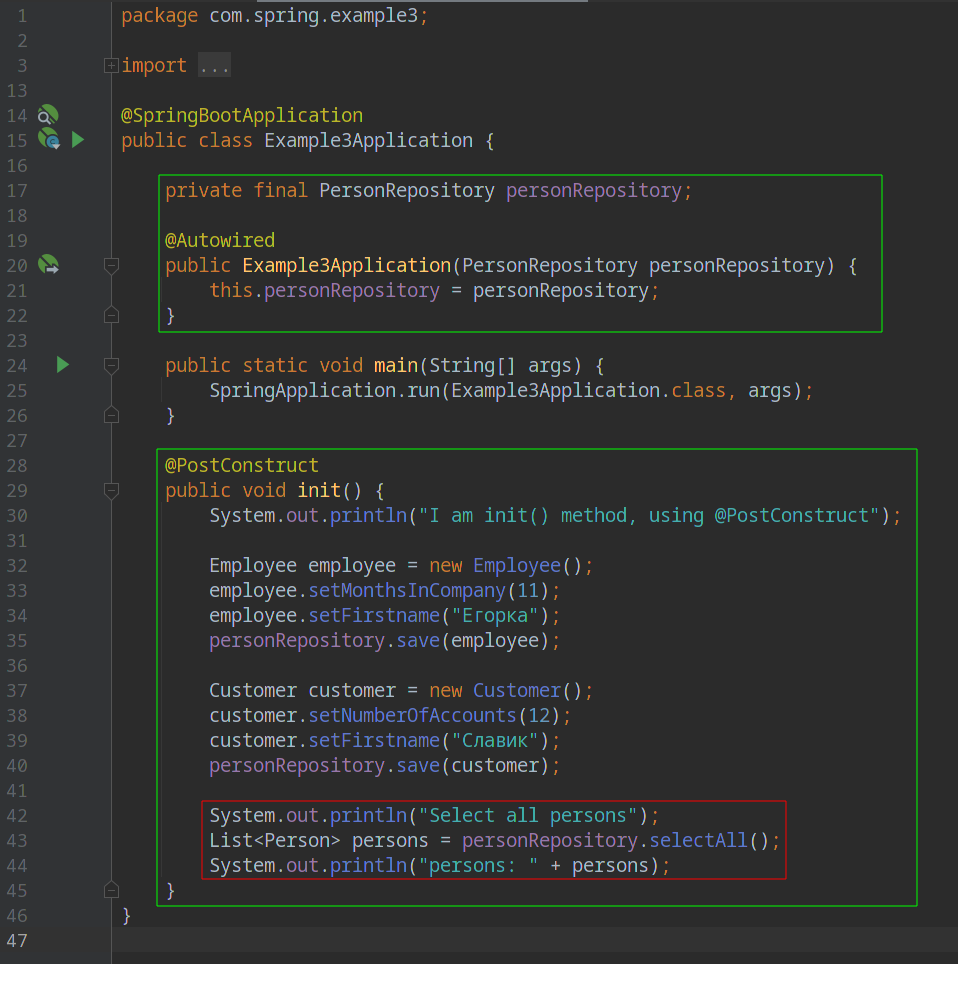 1 package com.spring.example3;
2
3 import ...
13
14 @SpringBootApplication
15 public class Example3Application {
16
17 private final PersonRepository personRepository;
18
19 @Autowired
20 public Example3Application(PersonRepository personRepository) {
21 this.personRepository = personRepository;
22 }
23
24 public static void main(String[] args) {
25 SpringApplication.run(Example3Application.class, args);
26 }
27
28 @PostConstruct
29 public void init() {
30 System.out.println("I am init() method, using @PostConstruct");
31
32 Employee employee = new Employee();
33 employee.setMonthsInCompany(11);
34 employee.setFirstname("Егорка");
35 personRepository.save(employee);
36
37 Customer customer = new Customer();
38 customer.setNumberOfAccounts(12);
39 customer.setFirstname("Славик");
40 personRepository.save(customer);
41
42 System.out.println("Select all persons");
43 List<Person> persons = personRepository.selectAll();
44 System.out.println("persons: " + persons);
45 }
46 }
47